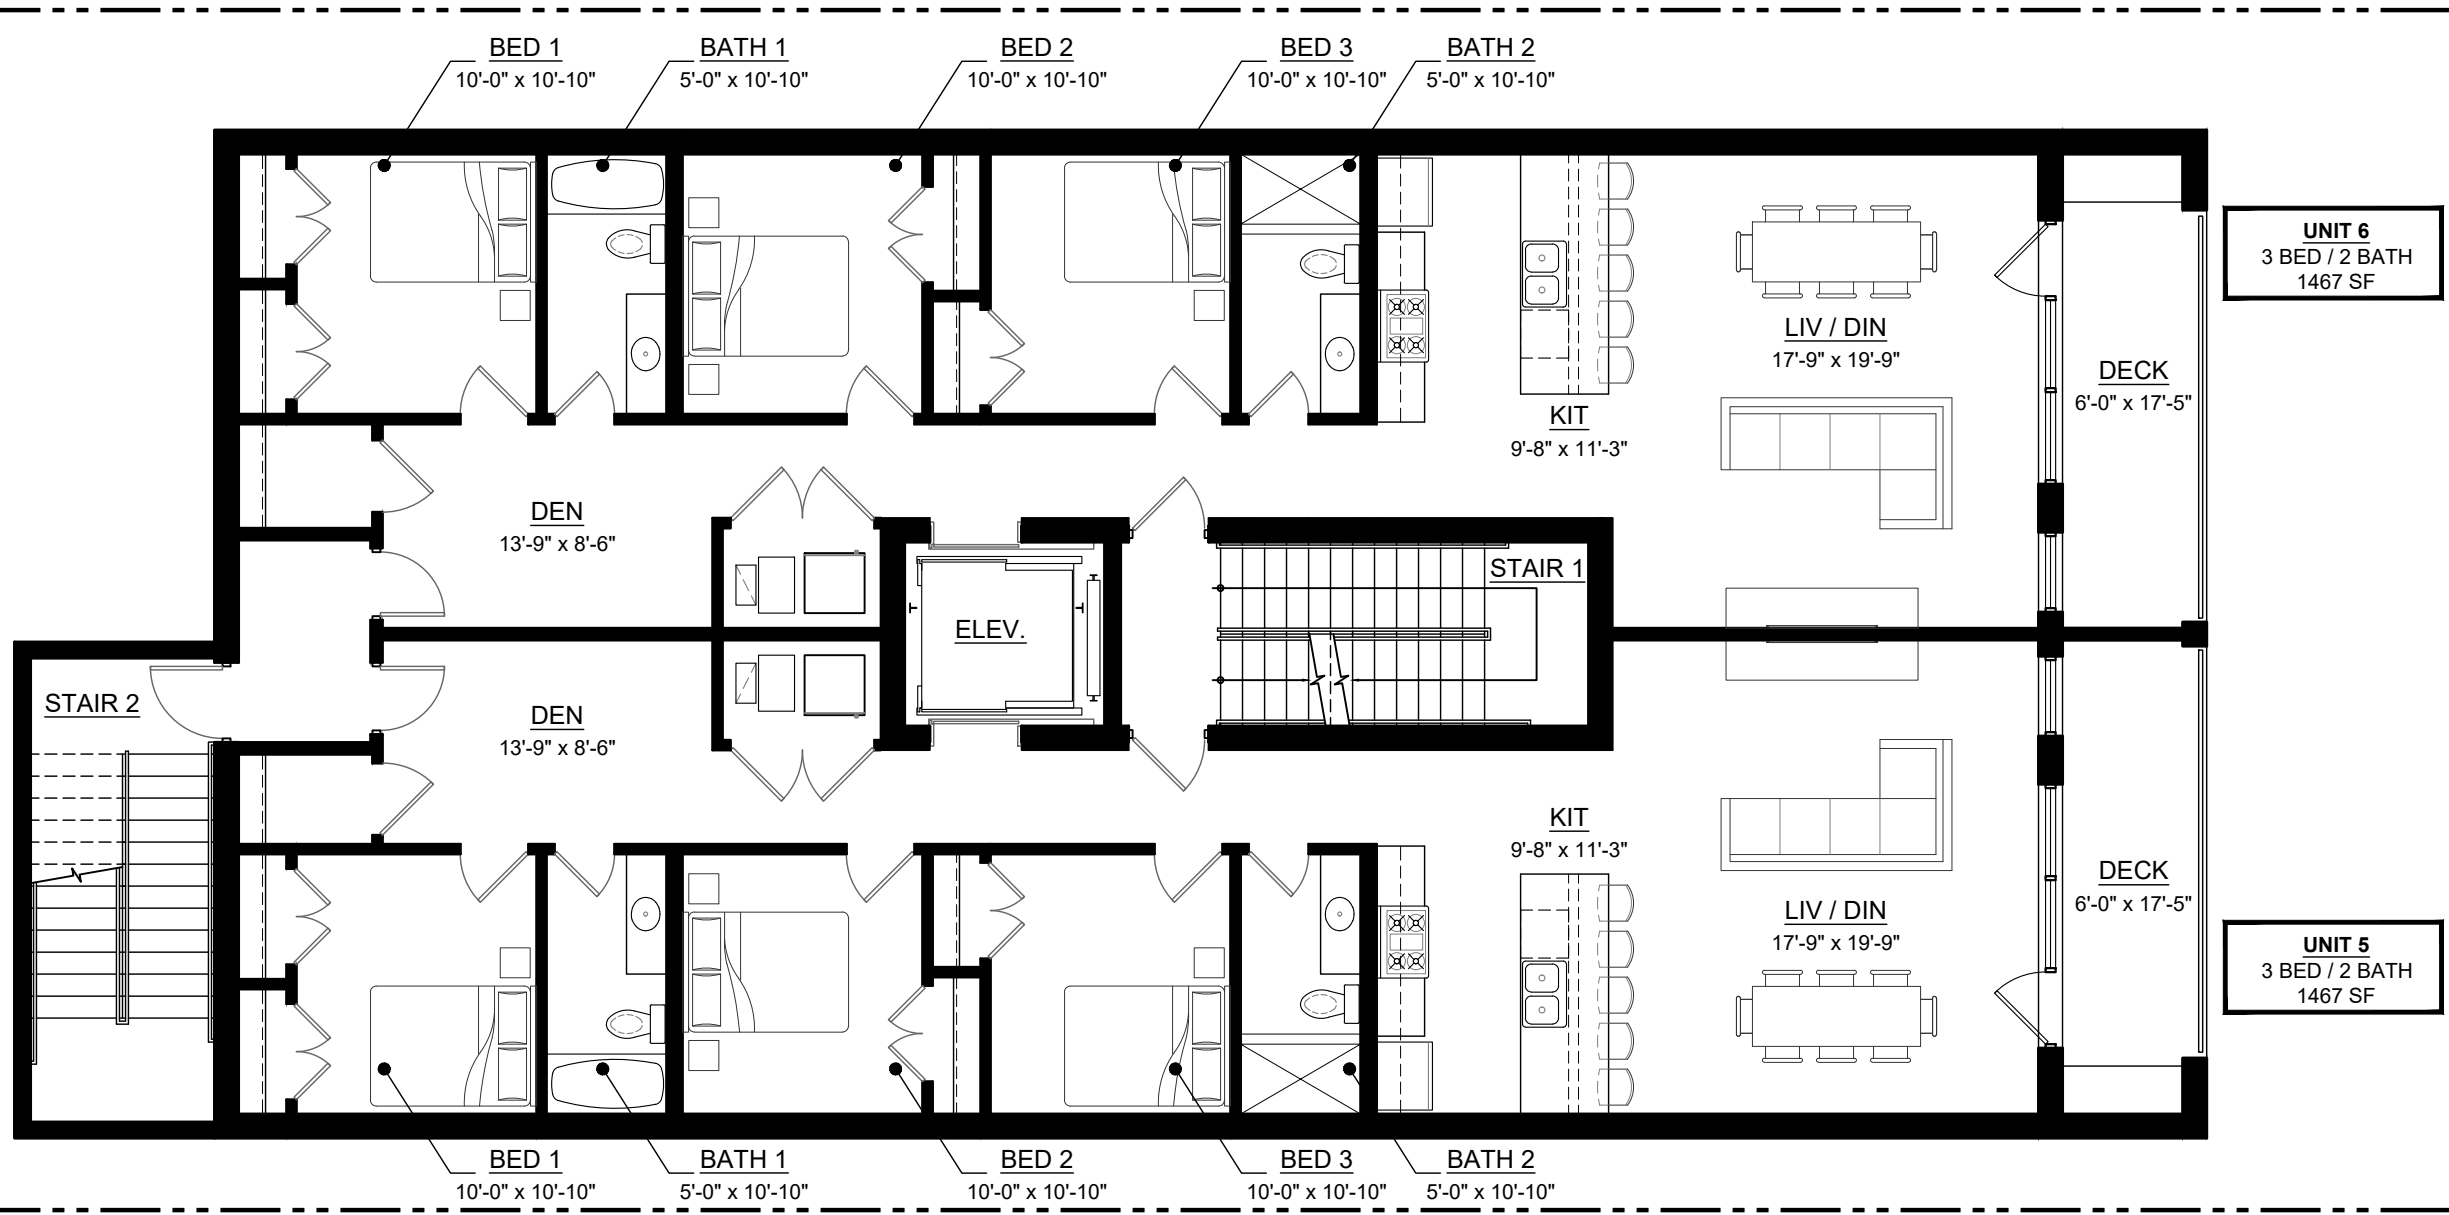 BED 1
10'-0" x 10'-10"
BATH 1
5'-0" x 10'-10"
BED 2
10'-0" x 10'-10"
BED 3
10'-0" x 10'-10"
BATH 2
5'-0" x 10'-10"
UNIT 6
3 BED / 2 BATH
1467 SF
LIV / DIN
17'-9" x 19'-9"
DECK
6'-0" x 17'-5"
KIT
9'-8" x 11'-3"
DEN
13'-9" x 8'-6"
STAIR 1
ELEV.
STAIR 2
DEN
13'-9" x 8'-6"
KIT
9'-8" x 11'-3"
DECK
6'-0" x 17'-5"
LIV / DIN
17'-9" x 19'-9"
UNIT 5
3 BED / 2 BATH
1467 SF
BED 1
10'-0" x 10'-10"
BATH 1
5'-0" x 10'-10"
BED 2
10'-0" x 10'-10"
BED 3
10'-0" x 10'-10"
BATH 2
5'-0" x 10'-10"